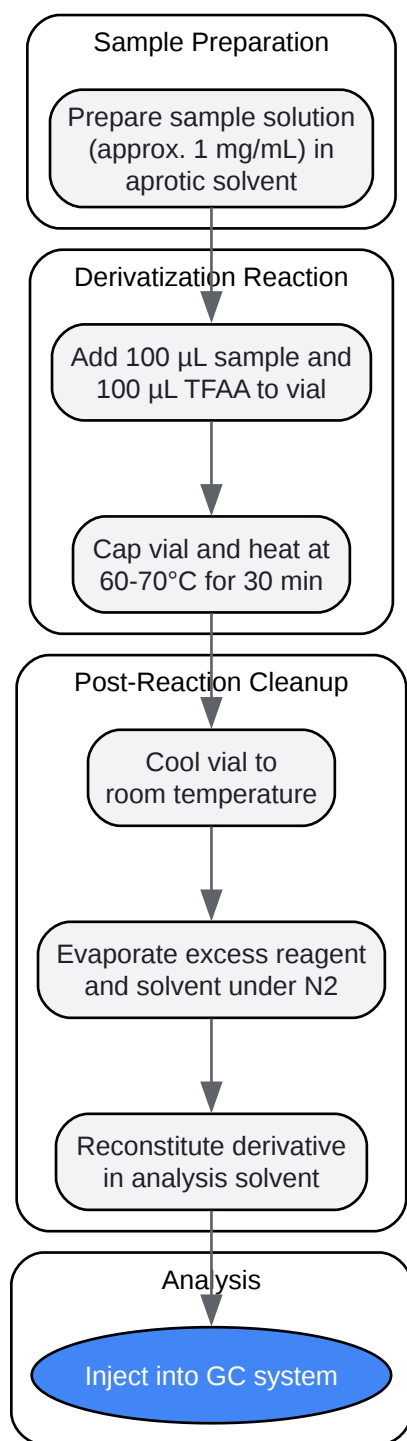 Sample Preparation
Prepare sample solution
(approx. 1 mg/mL) in
aprotic solvent
Derivatization Reaction
Add 100 µL sample and
100 µL TFAA to vial
Cap vial and heat at
60-70°C for 30 min
Post-Reaction Cleanup
Cool vial to
room temperature
Evaporate excess reagent
and solvent under N2
Reconstitute derivative
in analysis solvent
Analysis
Inject into GC system